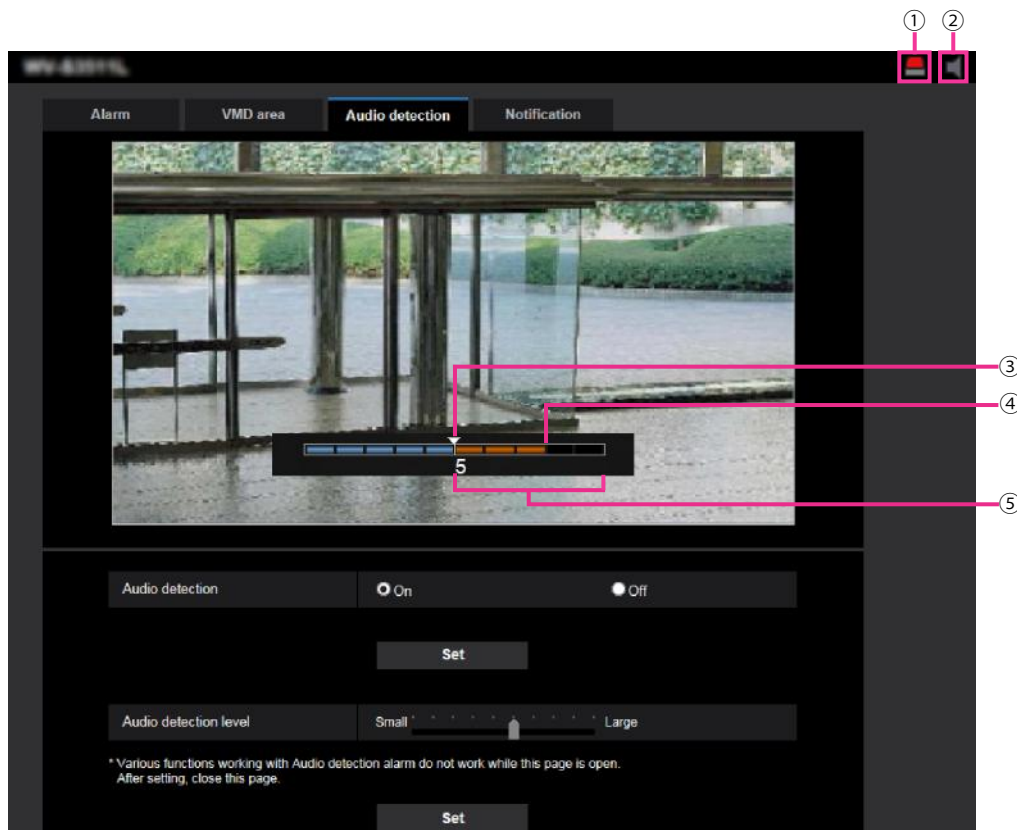 ① ②
Alarm VMD area Audio detection Notification
③
④
5
⑤
Audio detection On Off
Set
Audio detection level Small Large
* Various functions working with Audio detection alarm do not work while this page is open.
After setting, close this page.
Set